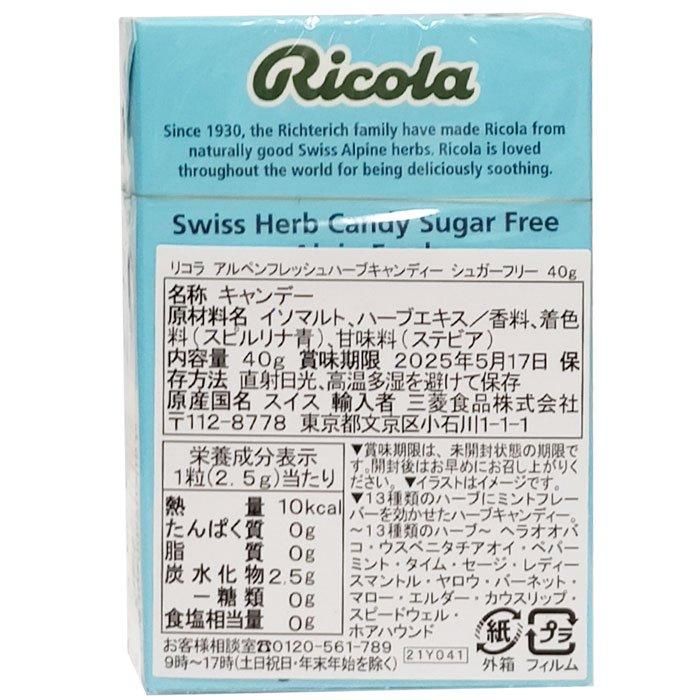 Ricola
Since 1930, the Richterich family have made Ricola from
naturally good Swiss Alpine herbs. Ricola is loved
throughout the world for being deliciously soothing.
Swiss Herb Candy Sugar Free
リコラ アルペンフレッシュハーブキャンディー シュガーフリー 40g
名称 キャンデー
原材料名 イソマルト、ハーブエキス／香料、着色
料(スピルリナ青)、甘味料(ステビア)
内容量 40g 賞味期限 2025年5月17日 保
存方法 直射日光、高温多湿を避けて保存
原産国名 スイス 輸入者 三菱食品株式会社
〒112-8778 東京都文京区小石川1-1-1
栄養成分表示
1粒(2.5g)当たり
熱量 10kcal
たんぱく質 0g
脂質 0g
炭水化物 2.5g
－糖類 0g
食塩相当量 0g
お客様相談室☎0120-561-789
9時～17時(土日祝日・年末年始を除く)
▼賞味期限は、未開封状態の期限で
す。開封後はお早めにお召し上がりく
ださい。▼イラストはイメージです。
▼13種類のハーブにミントフレー
バーを効かせたハーブキャンディー。
～13種類のハーブ～ ヘラオオバ
コ・ウスベニタチアオイ・ペパー
ミント・タイム・セージ・レディー
スマントル・ヤロウ・バーネット・
マロー・エルダー・カウスリップ・
スピードウェル・
ホアハウンド
21Y041
紙
外箱
プラ
フィルム